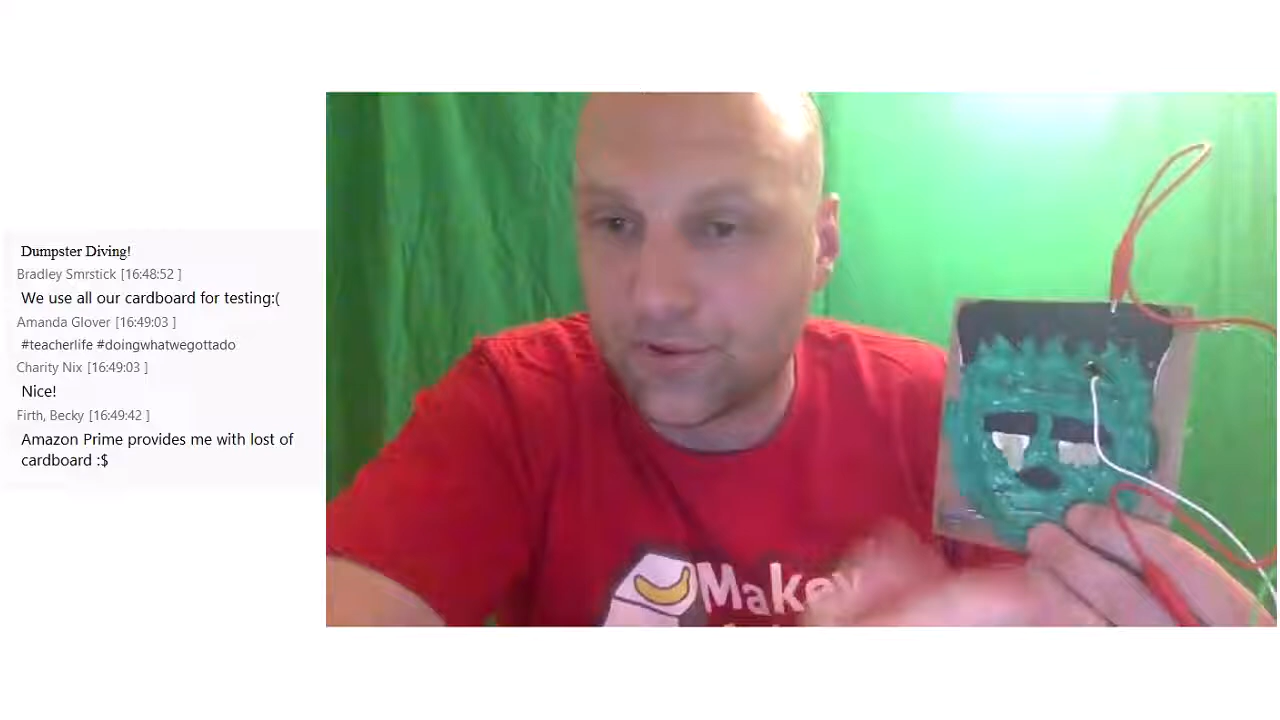 Dumpster Diving!
Bradley Smrstick [16:48:52 ]
We use all our cardboard for testing:(
Amanda Glover [16:49:03 ]
#teacherlife #doingwhatwegottado
Charity Nix [16:49:03 ]
Nice!
Firth, Becky [16:49:42 ]
Amazon Prime provides me with lost of
cardboard :$
Makey